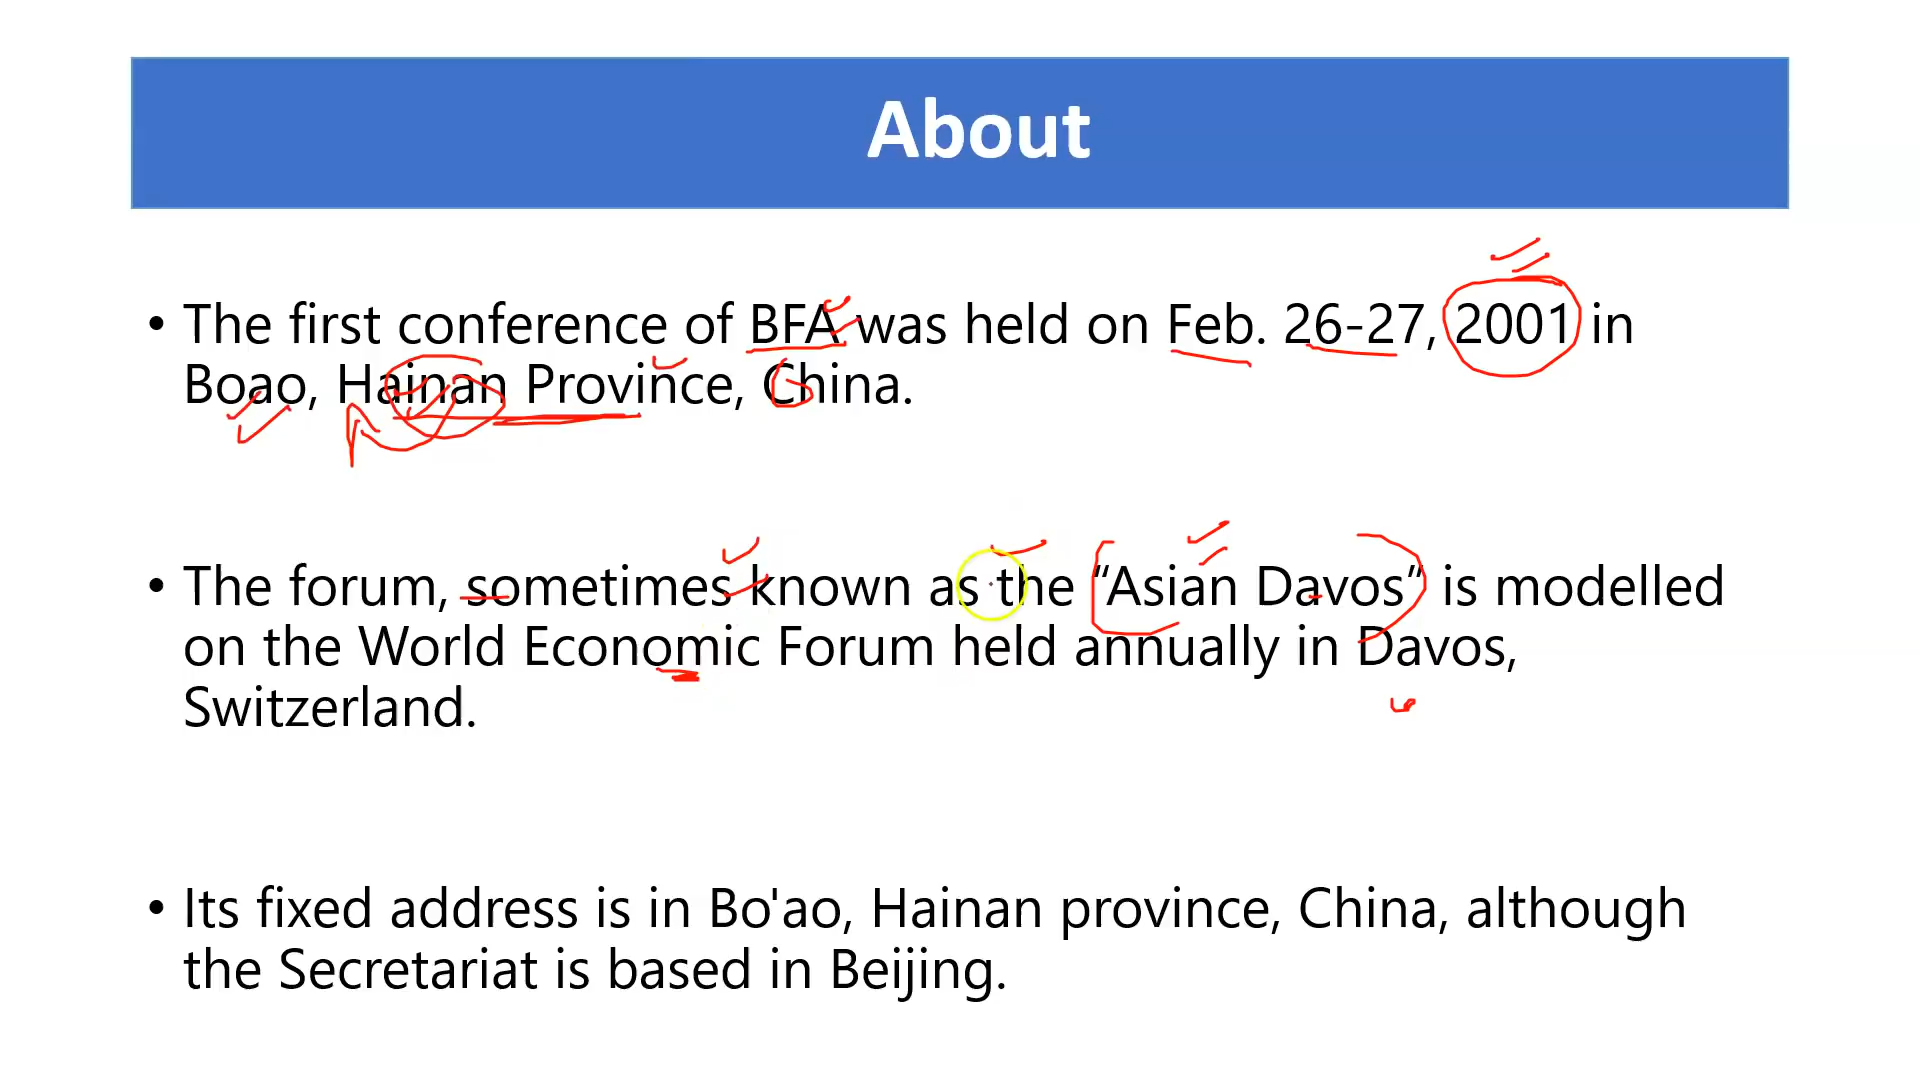 About
• The first conference of BFA was held on Feb. 26-27, 2001 in
Boao, Hainan Province, China.
• The forum, sometimes known as the “Asian Davos” is modelled
on the World Economic Forum held annually in Davos,
Switzerland.
• Its fixed address is in Bo'ao, Hainan province, China, although
the Secretariat is based in Beijing.